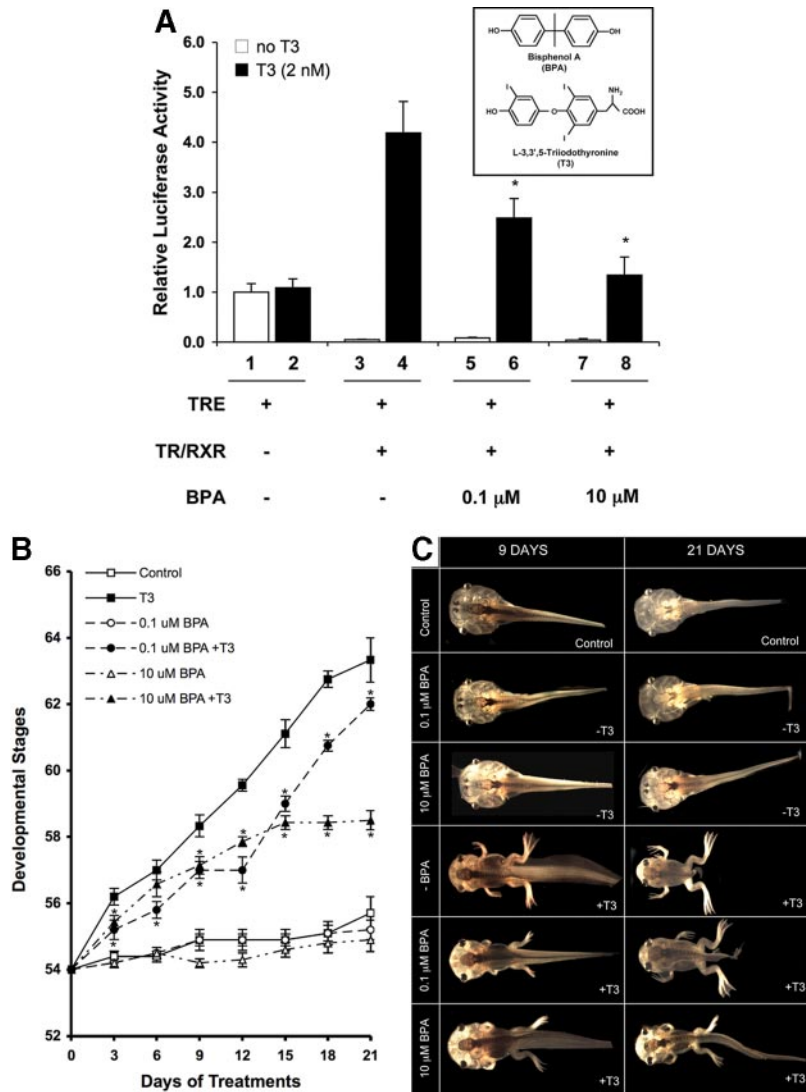 A
Relative Luciferase Activity
6.0
5.0
4.0
3.0
2.0
1.0
0.0
no T3
T3 (2 nM)
HO
OH
Bisphenol A
(BPA)
I
I
NH2
HO
O
COOH
I
L-3,3',5-Triiodothyronine
(T3)
*
*
1 2 3 4 5 6 7 8
TRE + + + +
TR/RXR - + + +
BPA - - 0.1 μM 10 μM
B
Developmental Stages
66
64
62
60
58
56
54
52
Control
T3
0.1 uM BPA
0.1 uM BPA +T3
10 uM BPA
10 uM BPA +T3
* * * * * * *
* * * * * * *
0 3 6 9 12 15 18 21
Days of Treatments
C
9 DAYS 21 DAYS
Control Control Control
0.1 μM BPA -T3 -T3
10 μM BPA -T3 -T3
- BPA +T3 +T3
0.1 μM BPA +T3 +T3
10 μM BPA +T3 +T3